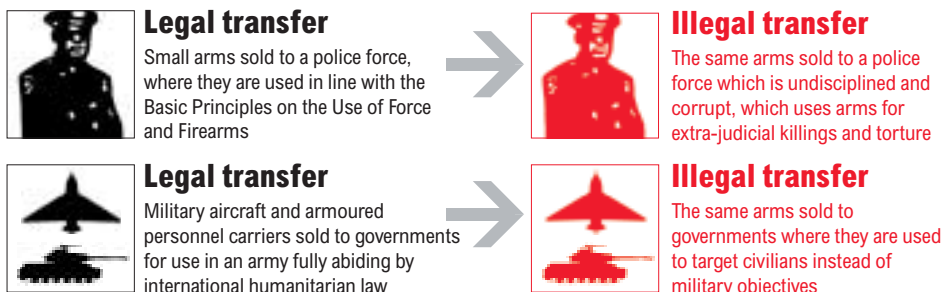 Legal transfer
Small arms sold to a police force,
where they are used in line with the
Basic Principles on the Use of Force
and Firearms
Illegal transfer
The same arms sold to a police
force which is undisciplined and
corrupt, which uses arms for
extra-judicial killings and torture
Legal transfer
Military aircraft and armoured
personnel carriers sold to governments
for use in an army fully abiding by
international humanitarian law
Illegal transfer
The same arms sold to
governments where they are used
to target civilians instead of
military objectives